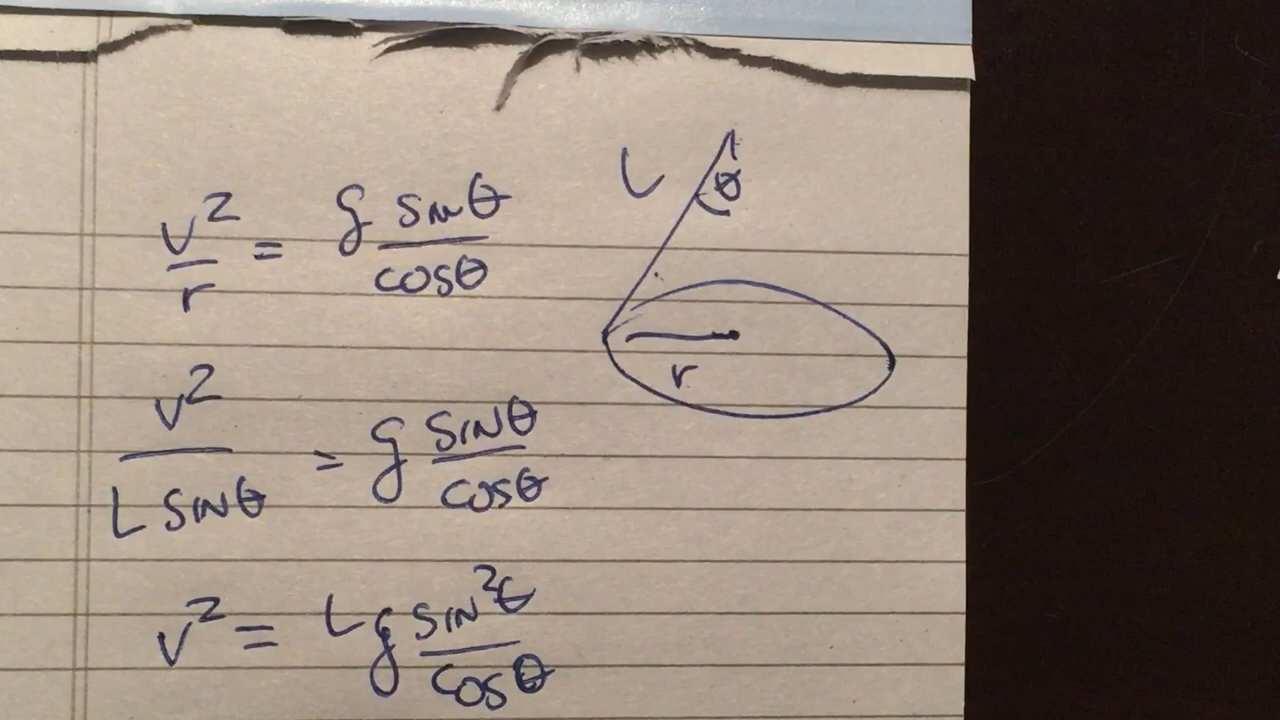 v² / r = g sinθ / cosθ
L
θ
r
v² / L sinθ = g sinθ / cosθ
v² = Lg sin²θ / cosθ